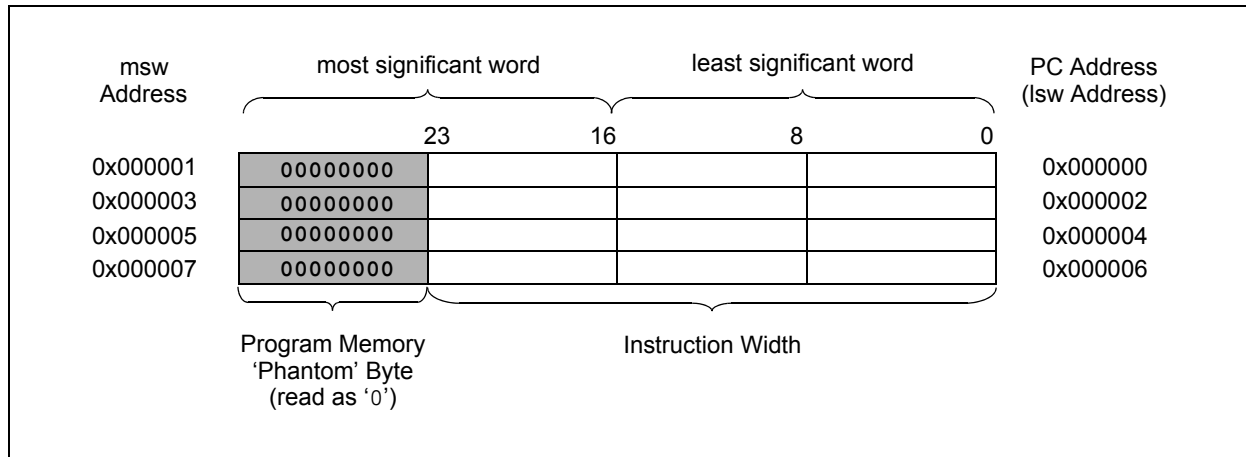 msw
Address
most significant word
least significant word
PC Address
(lsw Address)
23
16
8
0
0x000001
00000000
0x000000
0x000003
00000000
0x000002
0x000005
00000000
0x000004
0x000007
00000000
0x000006
Program Memory
‘Phantom’ Byte
(read as ‘0’)
Instruction Width